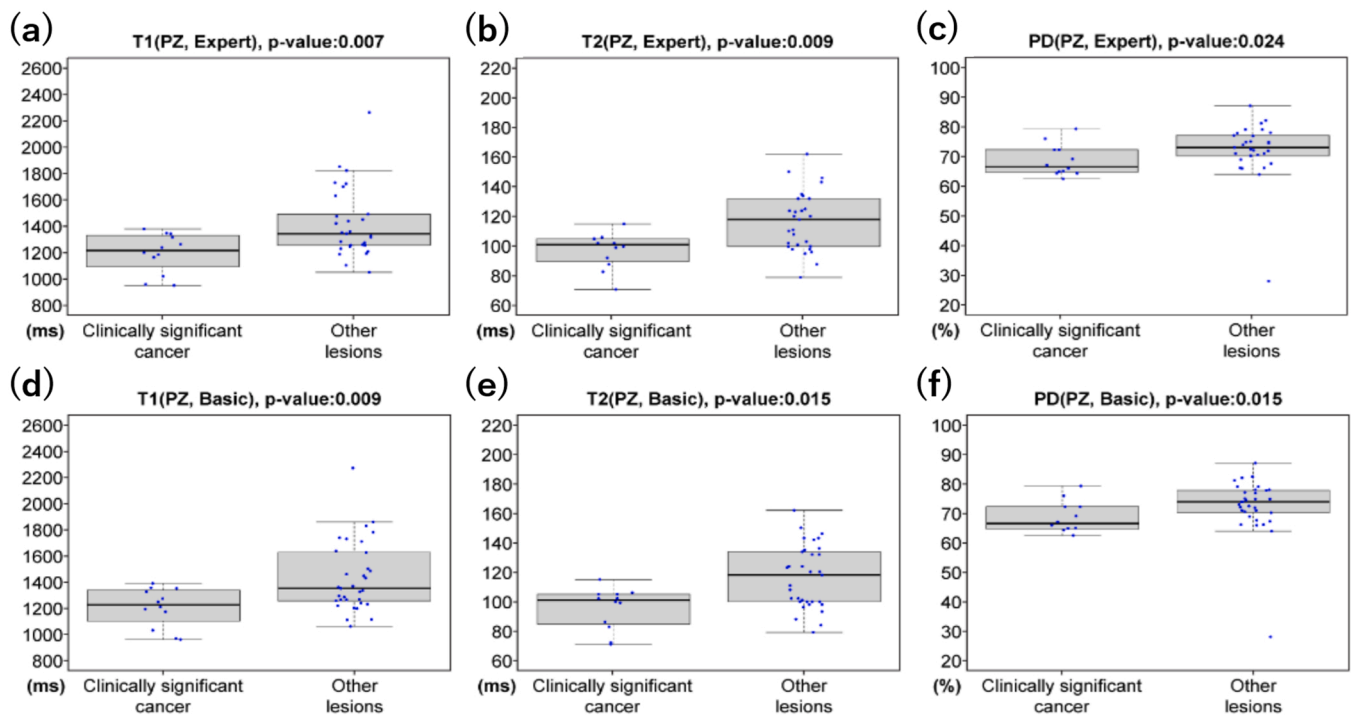 (a)
T1(PZ, Expert), p-value:0.007
2600
2400
2200
2000
1800
1600
1400
1200
1000
800
(ms)
Clinically significant
cancer
Other
lesions
(b)
T2(PZ, Expert), p-value:0.009
220
200
180
160
140
120
100
80
60
(ms)
Clinically significant
cancer
Other
lesions
(c)
PD(PZ, Expert), p-value:0.024
100
90
80
70
60
50
40
30
20
(%)
Clinically significant
cancer
Other
lesions
(d)
T1(PZ, Basic), p-value:0.009
2600
2400
2200
2000
1800
1600
1400
1200
1000
800
(ms)
Clinically significant
cancer
Other
lesions
(e)
T2(PZ, Basic), p-value:0.015
220
200
180
160
140
120
100
80
60
(ms)
Clinically significant
cancer
Other
lesions
(f)
PD(PZ, Basic), p-value:0.015
100
90
80
70
60
50
40
30
20
(%)
Clinically significant
cancer
Other
lesions